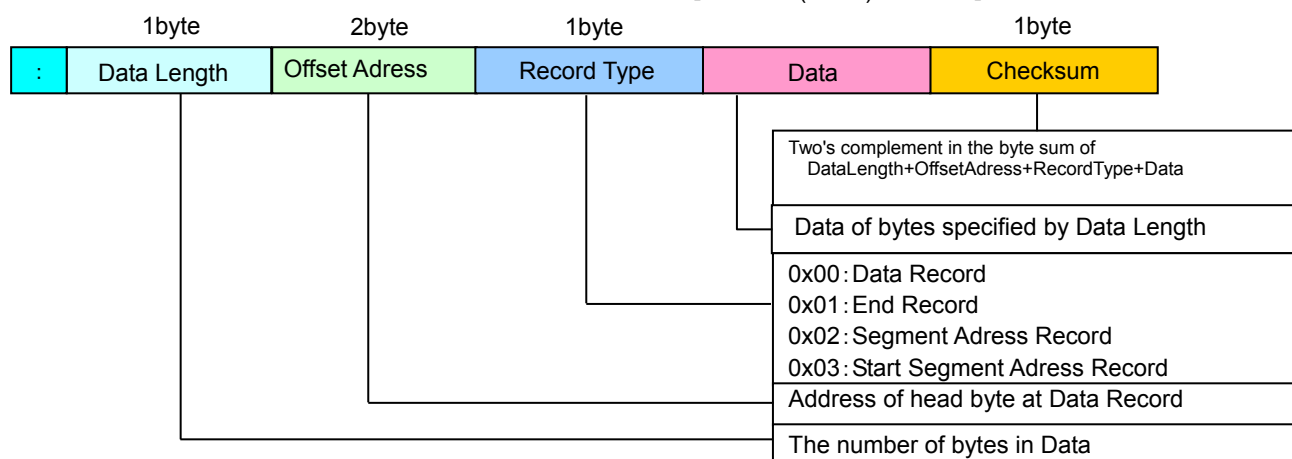 1byte 2byte 1byte 1byte
: Data Length Offset Adress Record Type Data Checksum
Two's complement in the byte sum of
DataLength+OffsetAdress+RecordType+Data
Data of bytes specified by Data Length
0x00:Data Record
0x01:End Record
0x02:Segment Adress Record
0x03:Start Segment Adress Record
Address of head byte at Data Record
The number of bytes in Data